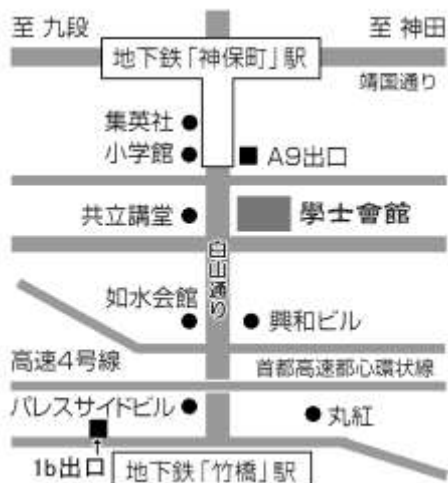 至 九段
至 神田
地下鉄「神保町」駅
靖国通り
集英社
小学館
A9出口
共立講堂
學士會館
白山通り
如水会館
興和ビル
高速4号線
首都高速都心環状線
パレスサイドビル
丸紅
1b出口
地下鉄「竹橋」駅